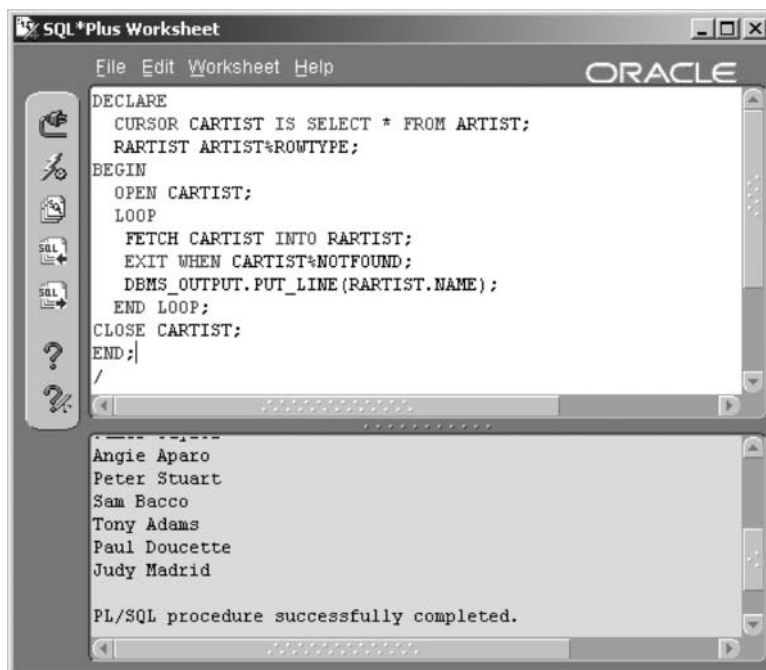 SQL*Plus Worksheet
File Edit Worksheet Help
ORACLE
DECLARE
CURSOR CARTIST IS SELECT * FROM ARTIST;
RARTIST ARTIST%ROWTYPE;
BEGIN
OPEN CARTIST;
LOOP
FETCH CARTIST INTO RARTIST;
EXIT WHEN CARTIST%NOTFOUND;
DBMS_OUTPUT.PUT_LINE(RARTIST.NAME);
END LOOP;
CLOSE CARTIST;
END;
/
Angie Aparo
Peter Stuart
Sam Bacco
Tony Adams
Paul Doucette
Judy Madrid
PL/SQL procedure successfully completed.